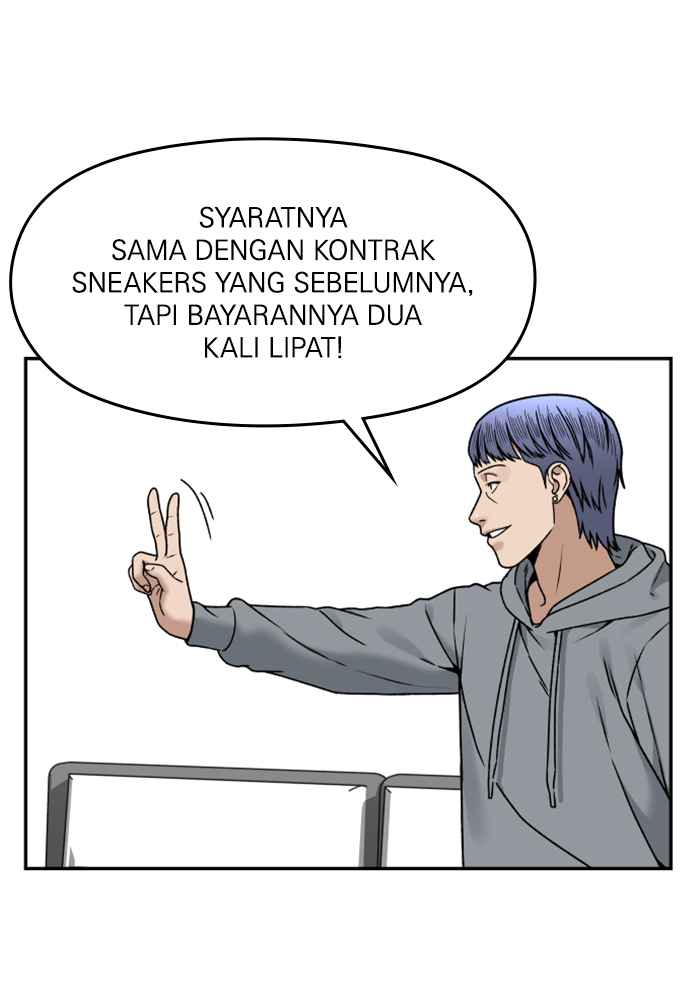 SYARATNYA
SAMA DENGAN KONTRAK
SNEAKERS YANG SEBELUMNYA,
TAPI BAYARANNYA DUA
KALI LIPAT!